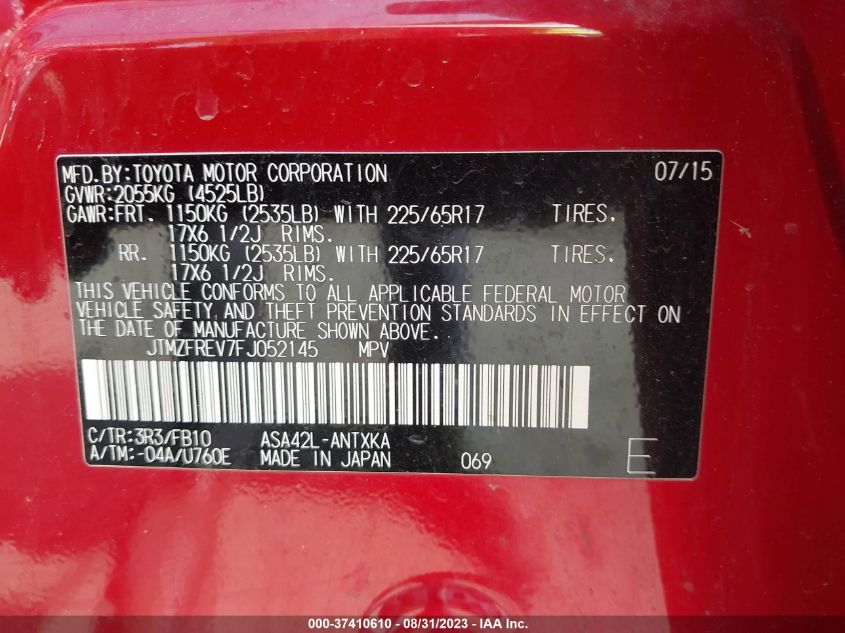 MFD.BY:TOYOTA MOTOR CORPORATION 07/15
GVWR:2055KG (4525LB)
GAWR:FRT. 1150KG (2535LB) WITH 225/65R17 TIRES.
17X6 1/2J RIMS.
RR. 1150KG (2535LB) WITH 225/65R17 TIRES.
17X6 1/2J RIMS.
THIS VEHICLE CONFORMS TO ALL APPLICABLE FEDERAL MOTOR
VEHICLE SAFETY AND THEFT PREVENTION STANDARDS IN EFFECT ON
THE DATE OF MANUFACTURE SHOWN ABOVE.
JTMZFREV7FJ052145 MPV
C/TR:3R3/FB10 ASA42L-ANTXKA
A/TM:-04A/U760E MADE IN JAPAN 069 E
000-37410610 - 08/31/2023 - IAA, Inc.